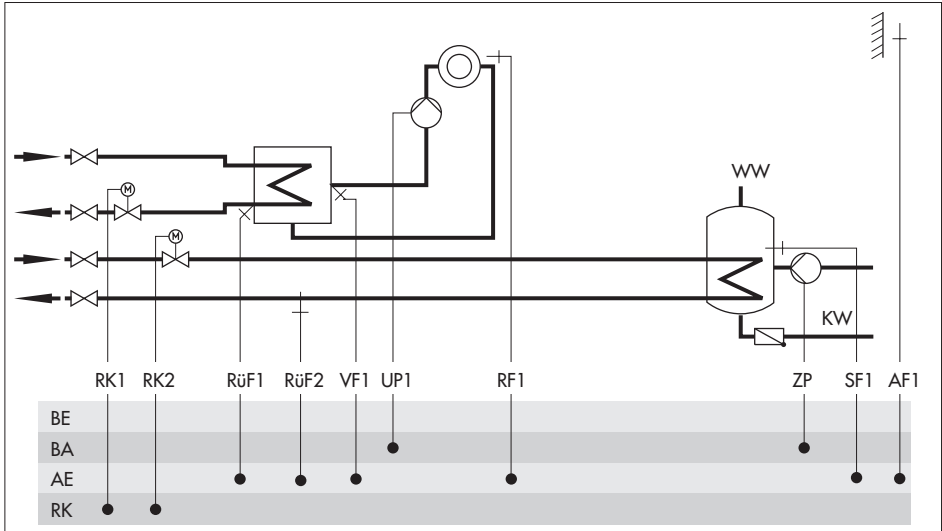 M
M
WW
KW
RK1 RK2 RüF1 RüF2 VF1 UP1 RF1 ZP SF1 AF1
BE
BA
AE
RK